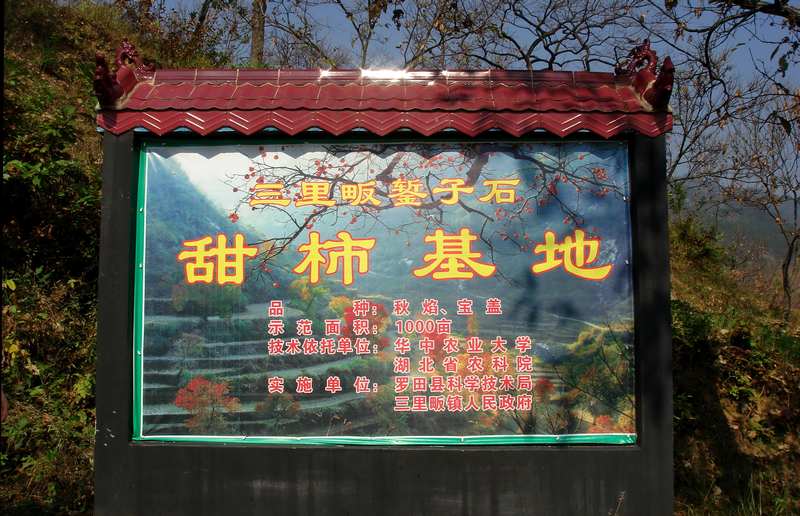 三里畈錾子石
甜柿基地
品 种：秋 焰、宝 盖
示 范 面 积：1000亩
技术依托单位：华 中 农 业 大 学
湖 北 省 农 科 院
实 施 单 位：罗田县科学技术局
三里畈镇人民政府